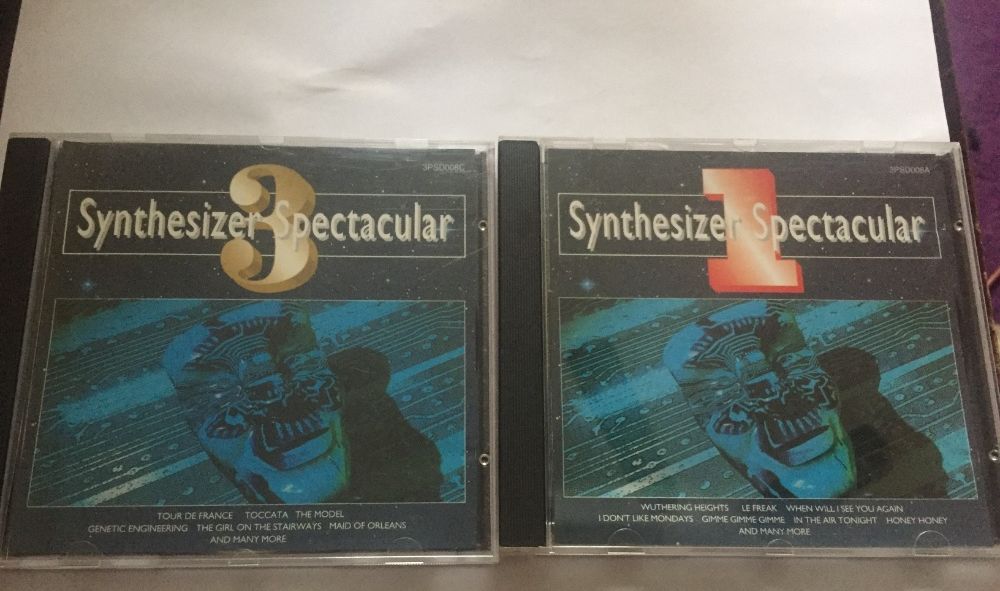 3PSD008C
3
Synthesizer Spectacular
TOUR DE FRANCE TOCCATA THE MODEL
GENETIC ENGINEERING THE GIRL ON THE STAIRWAYS MAID OF ORLEANS
AND MANY MORE
3PSD008A
1
Synthesizer Spectacular
WUTHERING HEIGHTS LE FREAK WHEN WILL I SEE YOU AGAIN
I DON'T LIKE MONDAYS GIMME GIMME GIMME IN THE AIR TONIGHT HONEY HONEY
AND MANY MORE